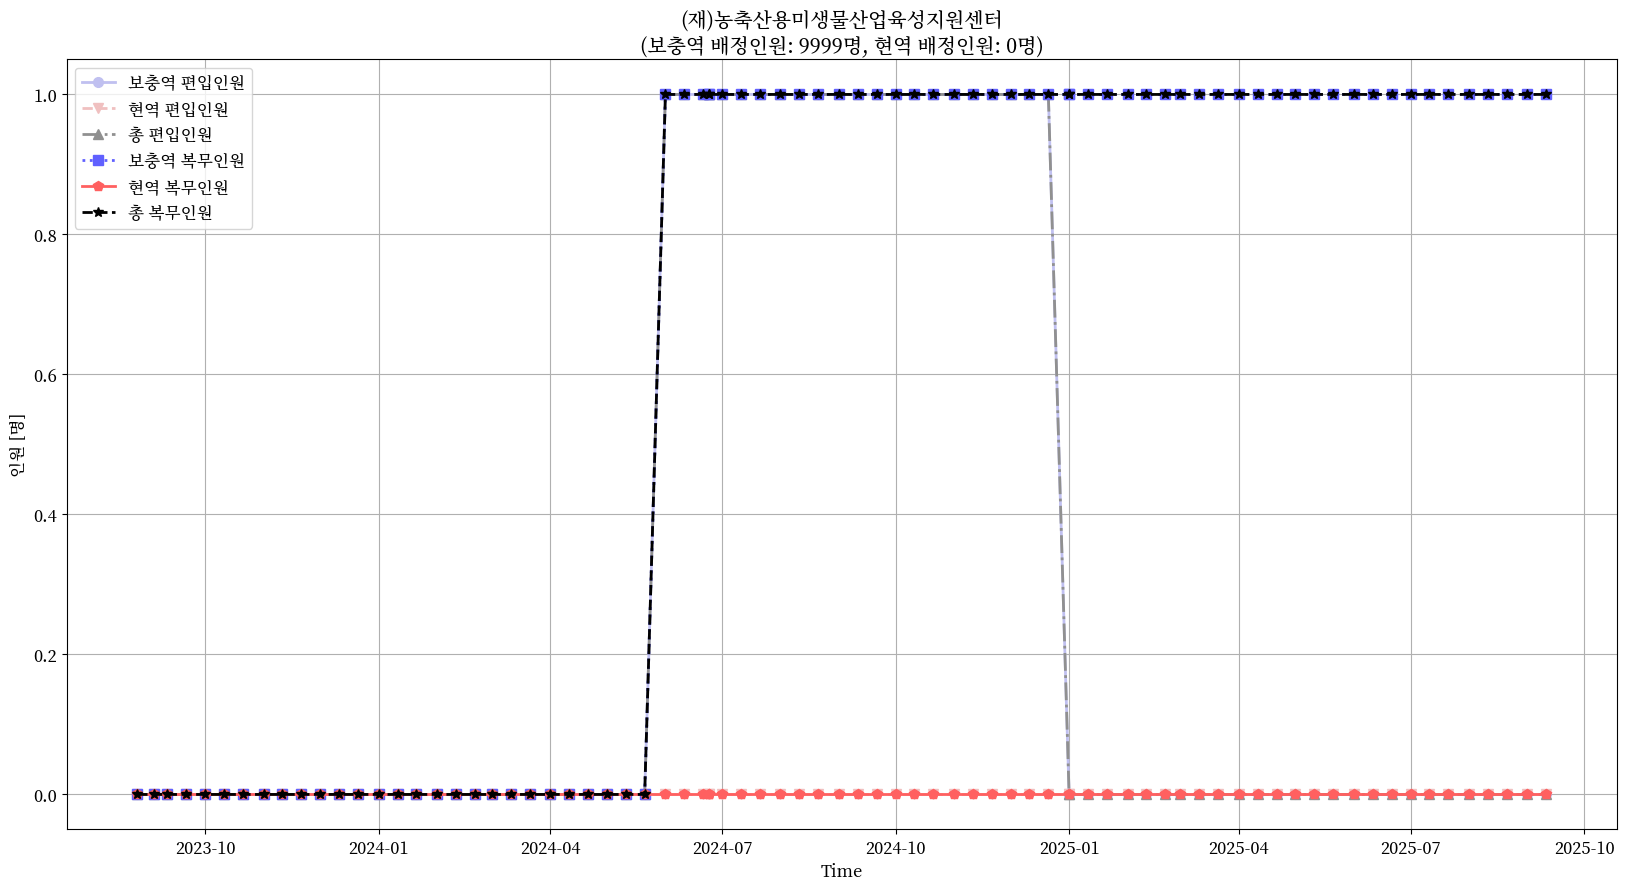 (재)농축산용미생물산업육성지원센터
(보충역 배정인원: 9999명, 현역 배정인원: 0명)
보충역 편입인원
현역 편입인원
총 편입인원
보충역 복무인원
현역 복무인원
총 복무인원
1.0
0.8
0.6
0.4
0.2
0.0
인원 [명]
2023-10
2024-01
2024-04
2024-07
2024-10
2025-01
2025-04
2025-07
2025-10
Time